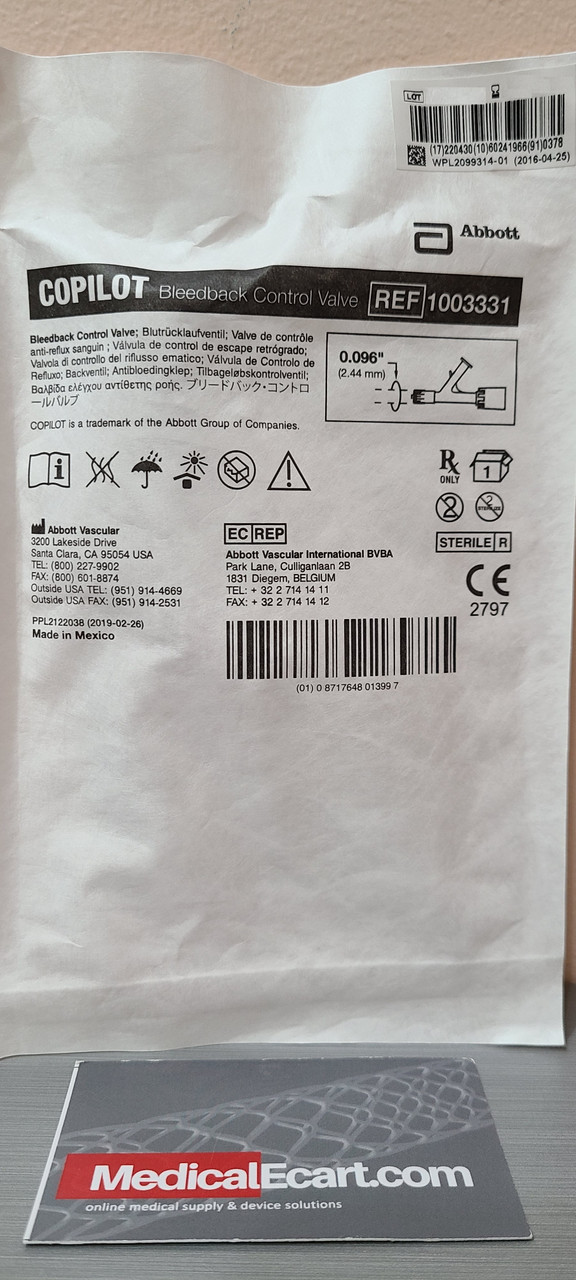 LOT
(17)220430(10)60241966(91)0378
WPL2099314-01 (2016-04-25)
Abbott
COPILOT Bleedback Control Valve REF 1003331
Bleedback Control Valve; Blutrücklaufventil; Valve de contrôle
anti-reflux sanguin ; Válvula de control de escape retrógrado;
Valvola di controllo del riflusso ematico; Válvula de Controlo de
Refluxo; Backventil; Antibloedingklep; Tilbageløbskontrolventil;
Βαλβίδα ελέγχου αντίθετης ροής. ブリードバック・コントロ
ールバルブ
0.096"
(2.44 mm)
COPILOT is a trademark of the Abbott Group of Companies.
Rx
ONLY
1
2
2
STERILIZE
STERILE R
Abbott Vascular
3200 Lakeside Drive
Santa Clara, CA 95054 USA
TEL: (800) 227-9902
FAX: (800) 601-8874
Outside USA TEL: (951) 914-4669
Outside USA FAX: (951) 914-2531
PPL2122038 (2019-02-26)
Made in Mexico
EC REP
Abbott Vascular International BVBA
Park Lane, Culliganlaan 2B
1831 Diegem, BELGIUM
TEL: + 32 2 714 14 11
FAX: + 32 2 714 14 12
CE
2797
(01) 0 8717648 01399 7
MedicalEcart.com
online medical supply & device solutions